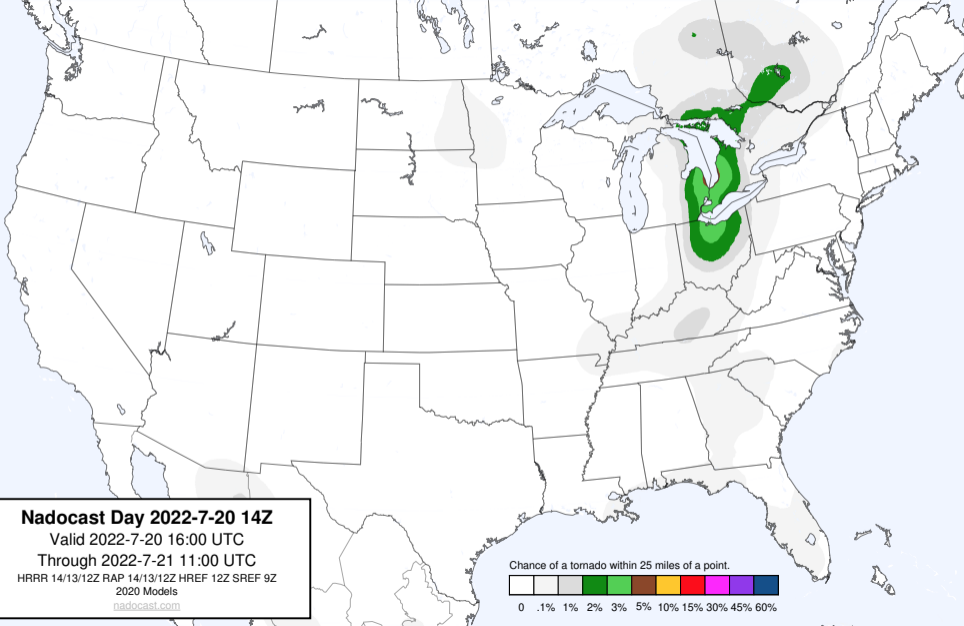 Nadocast Day 2022-7-20 14Z
Valid 2022-7-20 16:00 UTC
Through 2022-7-21 11:00 UTC
HRRR 14/13/12Z RAP 14/13/12Z HREF 12Z SREF 9Z
2020 Models
nadocast.com
Chance of a tornado within 25 miles of a point.
0 .1% 1% 2% 3% 5% 10% 15% 30% 45% 60%